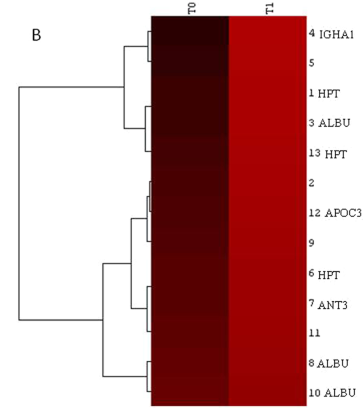 B
T0 T1
4 IGHA1
5
1 HPT
3 ALBU
13 HPT
2
12 APOC3
9
6 HPT
7 ANT3
11
8 ALBU
10 ALBU